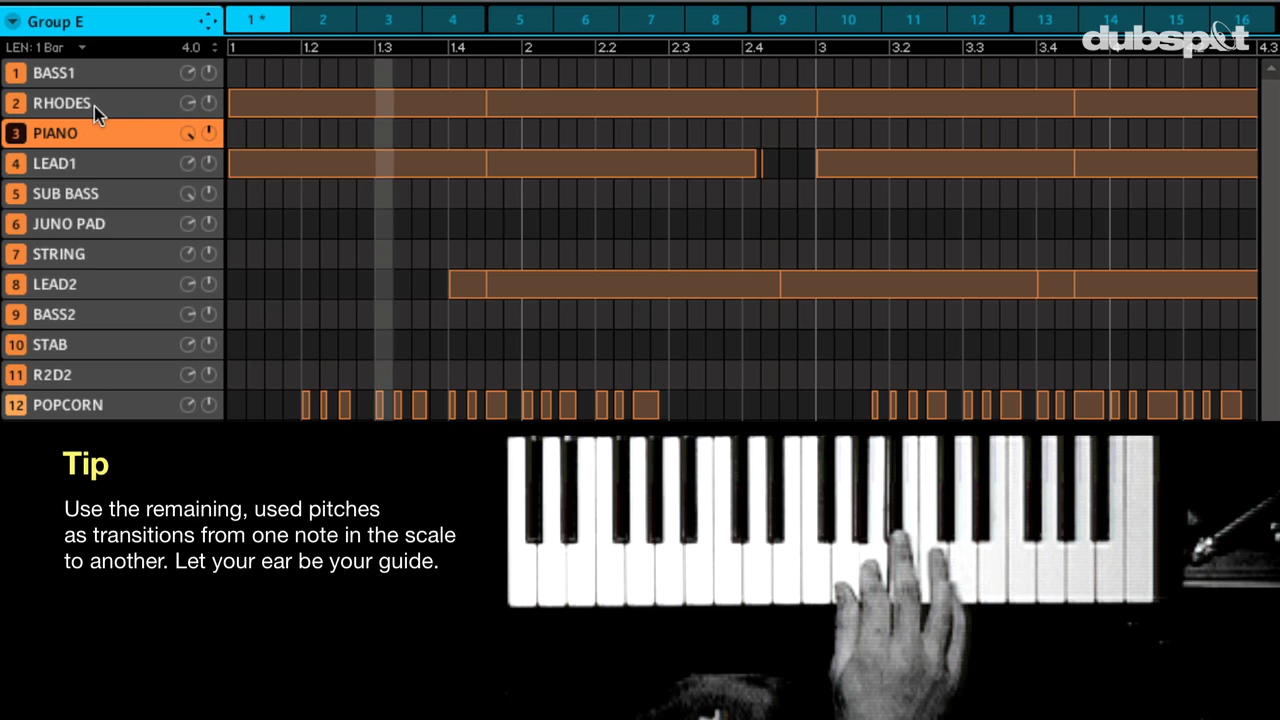 Group E
1 *
2
3
4
5
6
7
8
9
10
11
12
13
14
15
16
LEN: 1 Bar
4.0
1
1.2
1.3
1.4
2
2.2
2.3
2.4
3
3.2
3.3
3.4
4.3
dubspot
1 BASS1
2 RHODES
3 PIANO
4 LEAD1
5 SUB BASS
6 JUNO PAD
7 STRING
8 LEAD2
9 BASS2
10 STAB
11 R2D2
12 POPCORN
Tip
Use the remaining, used pitches
as transitions from one note in the scale
to another. Let your ear be your guide.